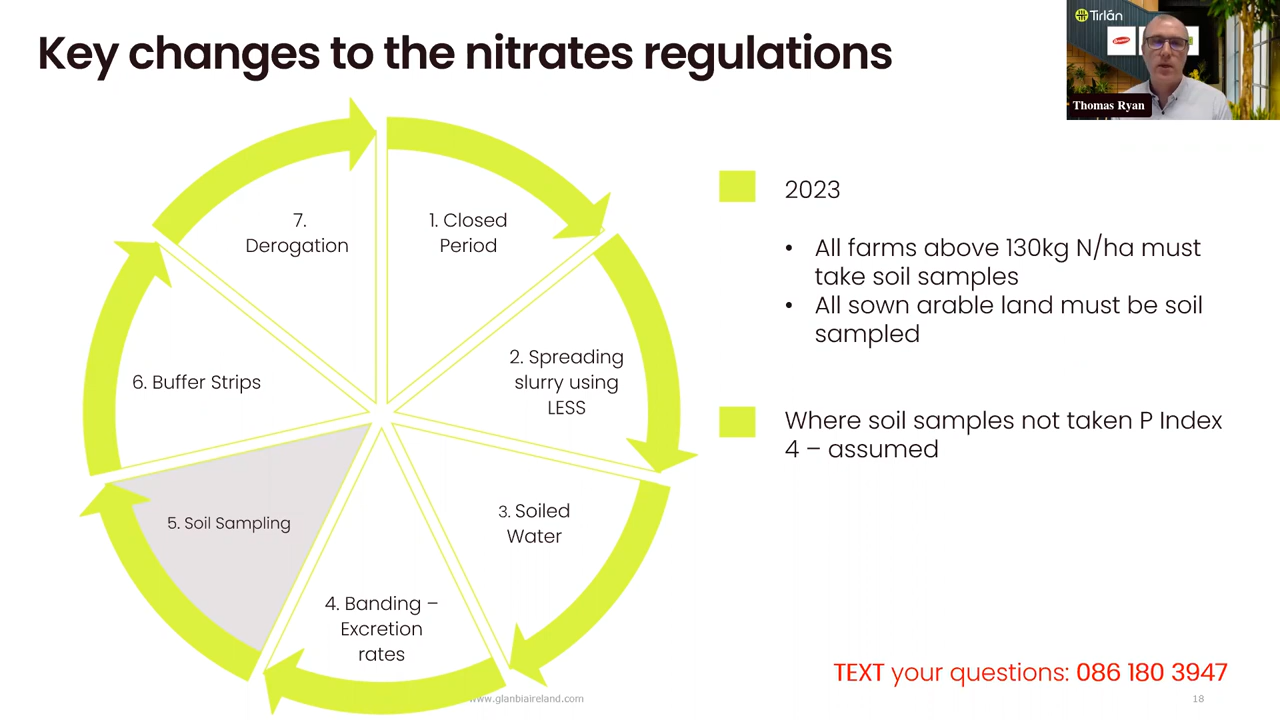 Key changes to the nitrates regulations
Tirlán
Thomas Ryan
7.
Derogation
1. Closed
Period
2. Spreading
slurry using
LESS
6. Buffer Strips
5. Soil Sampling
3. Soiled
Water
4. Banding –
Excretion
rates
2023
• All farms above 130kg N/ha must
take soil samples
• All sown arable land must be soil
sampled
Where soil samples not taken P Index
4 – assumed
TEXT your questions: 086 180 3947
www.glanbiaireland.com
18